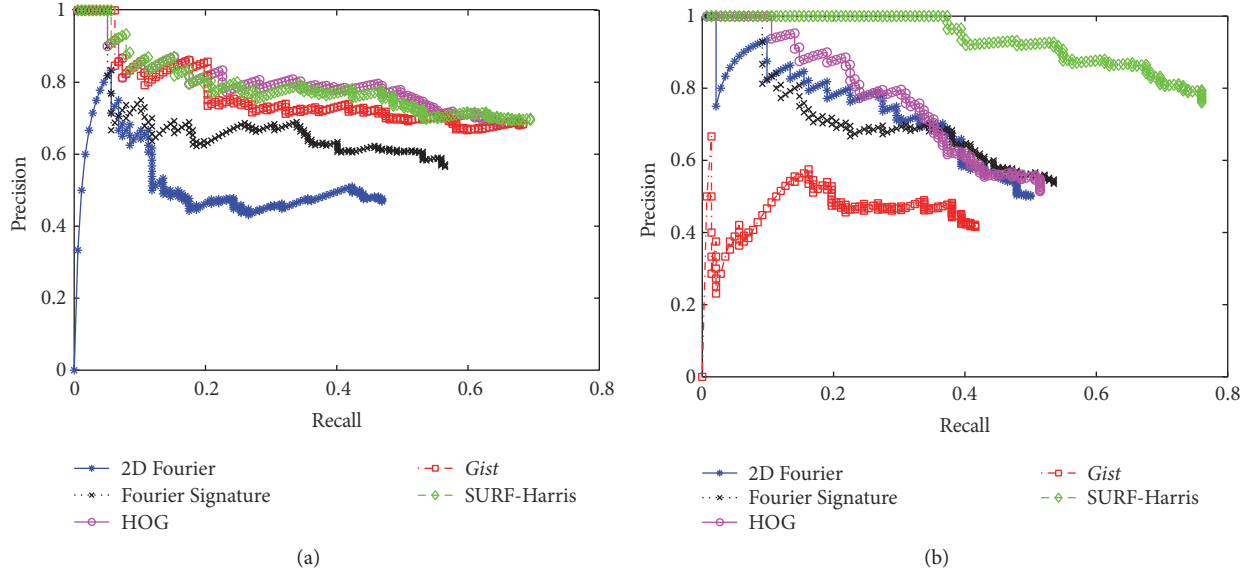 1
0.8
0.6
0.4
0.2
0
Precision
0 0.2 0.4 0.6 0.8
Recall
2D Fourier
Fourier Signature
HOG
Gist
SURF-Harris
(a)
1
0.8
0.6
0.4
0.2
0
Precision
0 0.2 0.4 0.6 0.8
Recall
2D Fourier
Fourier Signature
HOG
Gist
SURF-Harris
(b)